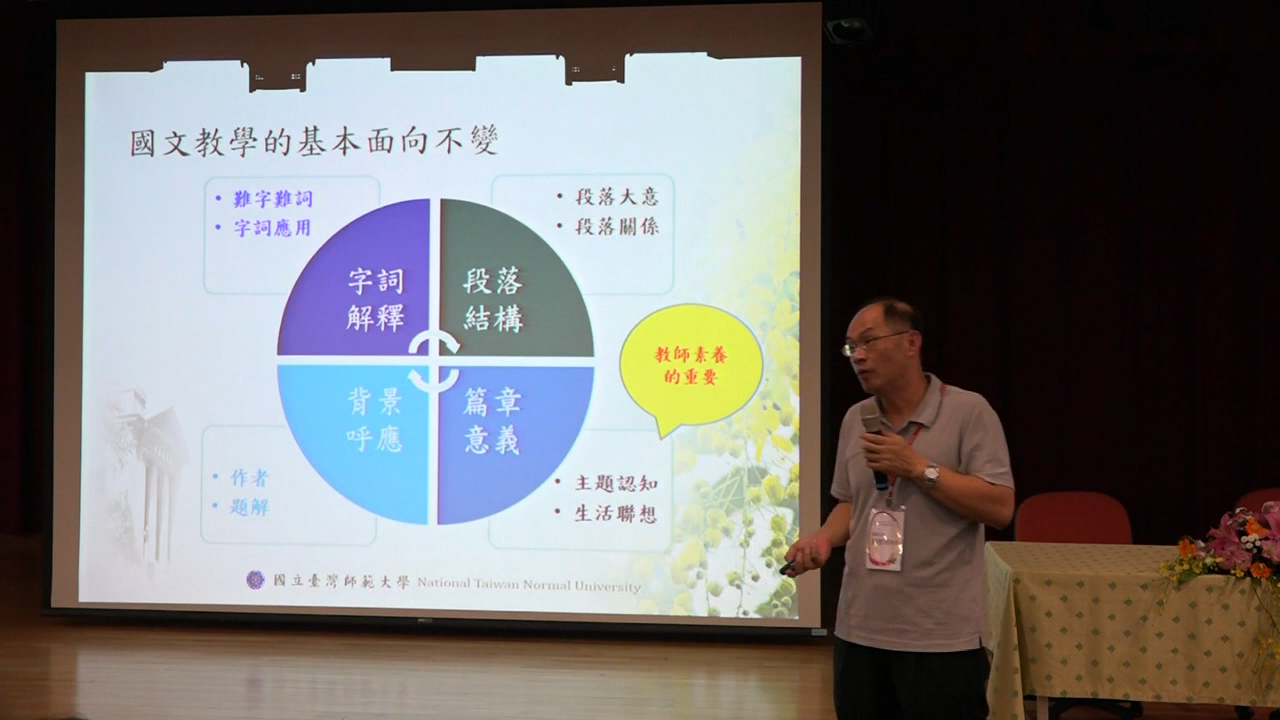 國文教學的基本面向不變
• 難字難詞
• 字詞應用
• 段落大意
• 段落關係
字詞
解釋
段落
結構
教師素養
的重要
背景
呼應
篇章
意義
• 作者
• 題解
• 主題認知
• 生活聯想
國立臺灣師範大學 National Taiwan Normal University